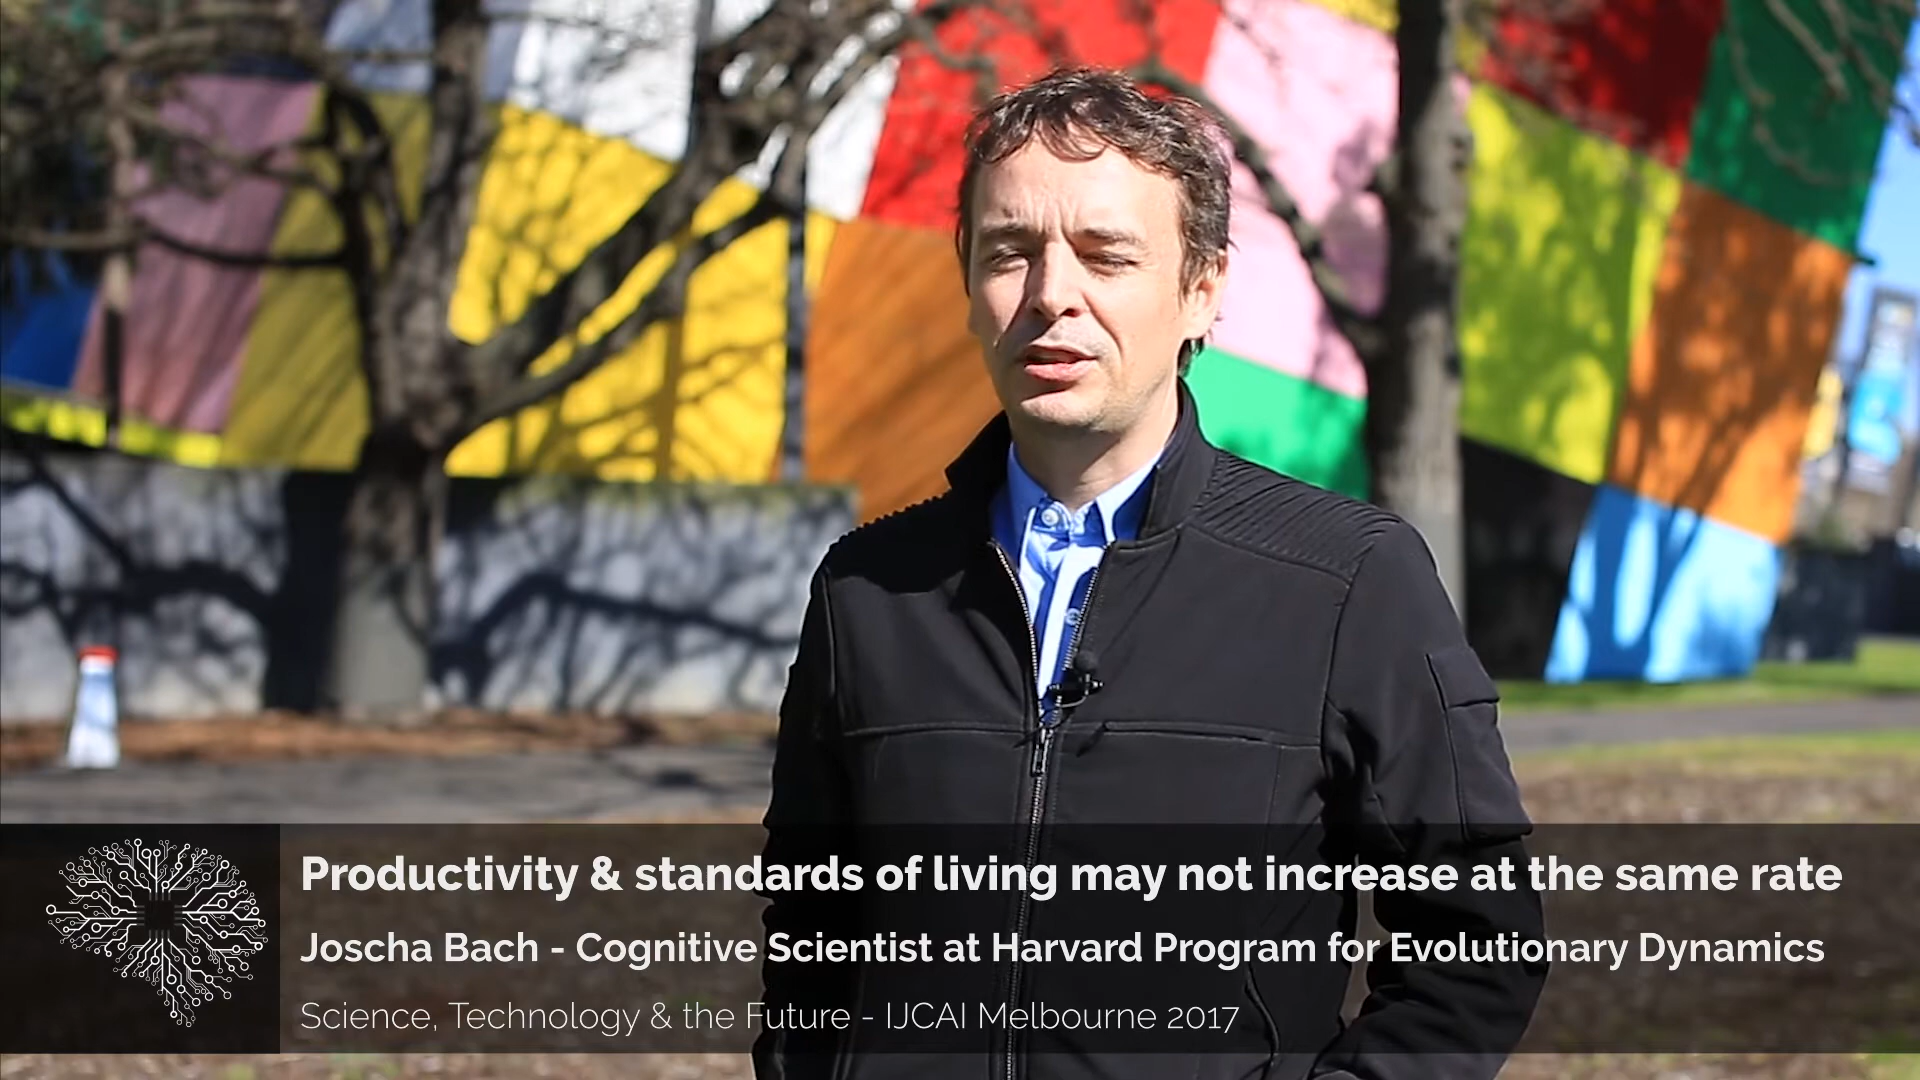 Productivity & standards of living may not increase at the same rate
Joscha Bach - Cognitive Scientist at Harvard Program for Evolutionary Dynamics
Science, Technology & the Future - IJCAI Melbourne 2017